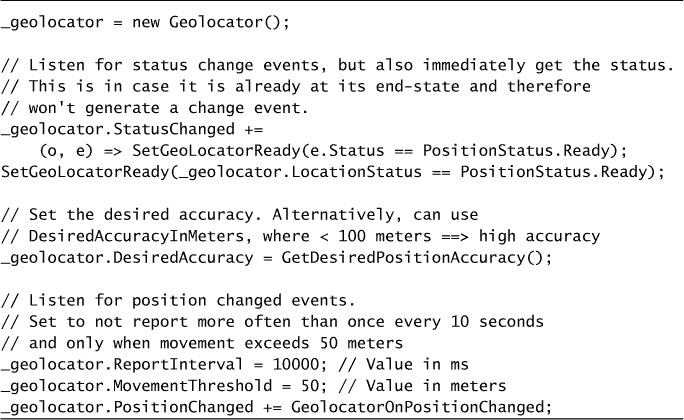 _geolocator = new Geolocator();
// Listen for status change events, but also immediately get the status.
// This is in case it is already at its end-state and therefore
// won't generate a change event.
_geolocator.StatusChanged +=
    (o, e) => SetGeoLocatorReady(e.Status == PositionStatus.Ready);
SetGeoLocatorReady(_geolocator.LocationStatus == PositionStatus.Ready);
// Set the desired accuracy. Alternatively, can use
// DesiredAccuracyInMeters, where < 100 meters ==> high accuracy
_geolocator.DesiredAccuracy = GetDesiredPositionAccuracy();
// Listen for position changed events.
// Set to not report more often than once every 10 seconds
// and only when movement exceeds 50 meters
_geolocator.ReportInterval = 10000; // Value in ms
_geolocator.MovementThreshold = 50; // Value in meters
_geolocator.PositionChanged += GeolocatorOnPositionChanged;